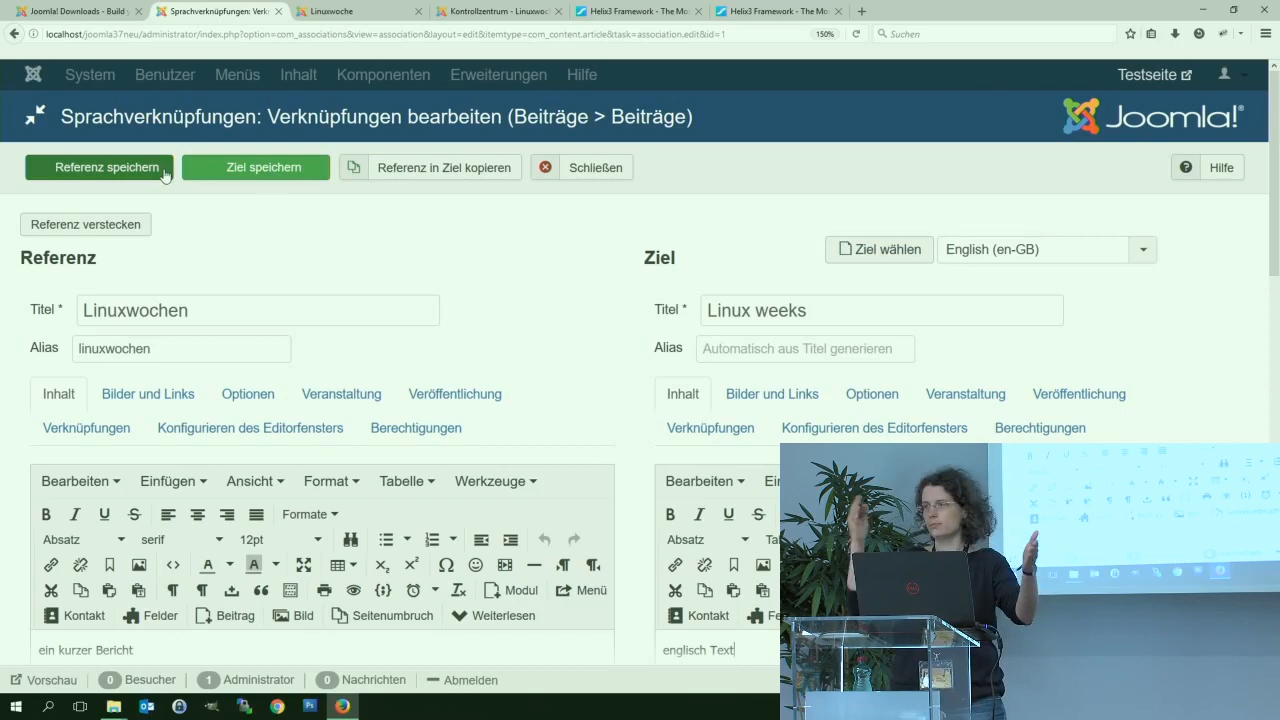 Joomla! Downloads - Build
Sprachverknüpfungen: Verk
Linuxwoche
Kontrollzentrum - Linuxwoc
Helix3 Framework - The Mos
Helix3 Framework - The Mos
localhost/joomla37neu/administrator/index.php?option=com_associations&view=association&layout=edit&itemtype=com_content.article&task=association.edit&id=1
150%
Suchen
System Benutzer Menüs Inhalt Komponenten Erweiterungen Hilfe
Testseite
Sprachverknüpfungen: Verknüpfungen bearbeiten (Beiträge > Beiträge)
Joomla!
Referenz speichern
Ziel speichern
Referenz in Ziel kopieren
Schließen
Hilfe
Referenz verstecken
Referenz
Ziel
Ziel wählen
English (en-GB)
Titel * Linuxwochen
Titel * Linux weeks
Alias linuxwochen
Alias Automatisch aus Titel generieren
Inhalt Bilder und Links Optionen Veranstaltung Veröffentlichung
Inhalt Bilder und Links Optionen Veranstaltung Veröffentlichung
Verknüpfungen Konfigurieren des Editorfensters Berechtigungen
Verknüpfungen Konfigurieren des Editorfensters Berechtigungen
Bearbeiten Einfügen Ansicht Format Tabelle Werkzeuge
Bearbeiten
Formate
Absatz serif 12pt
Absatz
Modul Menü
Kontakt Felder Beitrag Bild Seitenumbruch Weiterlesen
Kontakt
ein kurzer Bericht
englisch Text
Vorschau 0 Besucher 1 Administrator 0 Nachrichten Abmelden